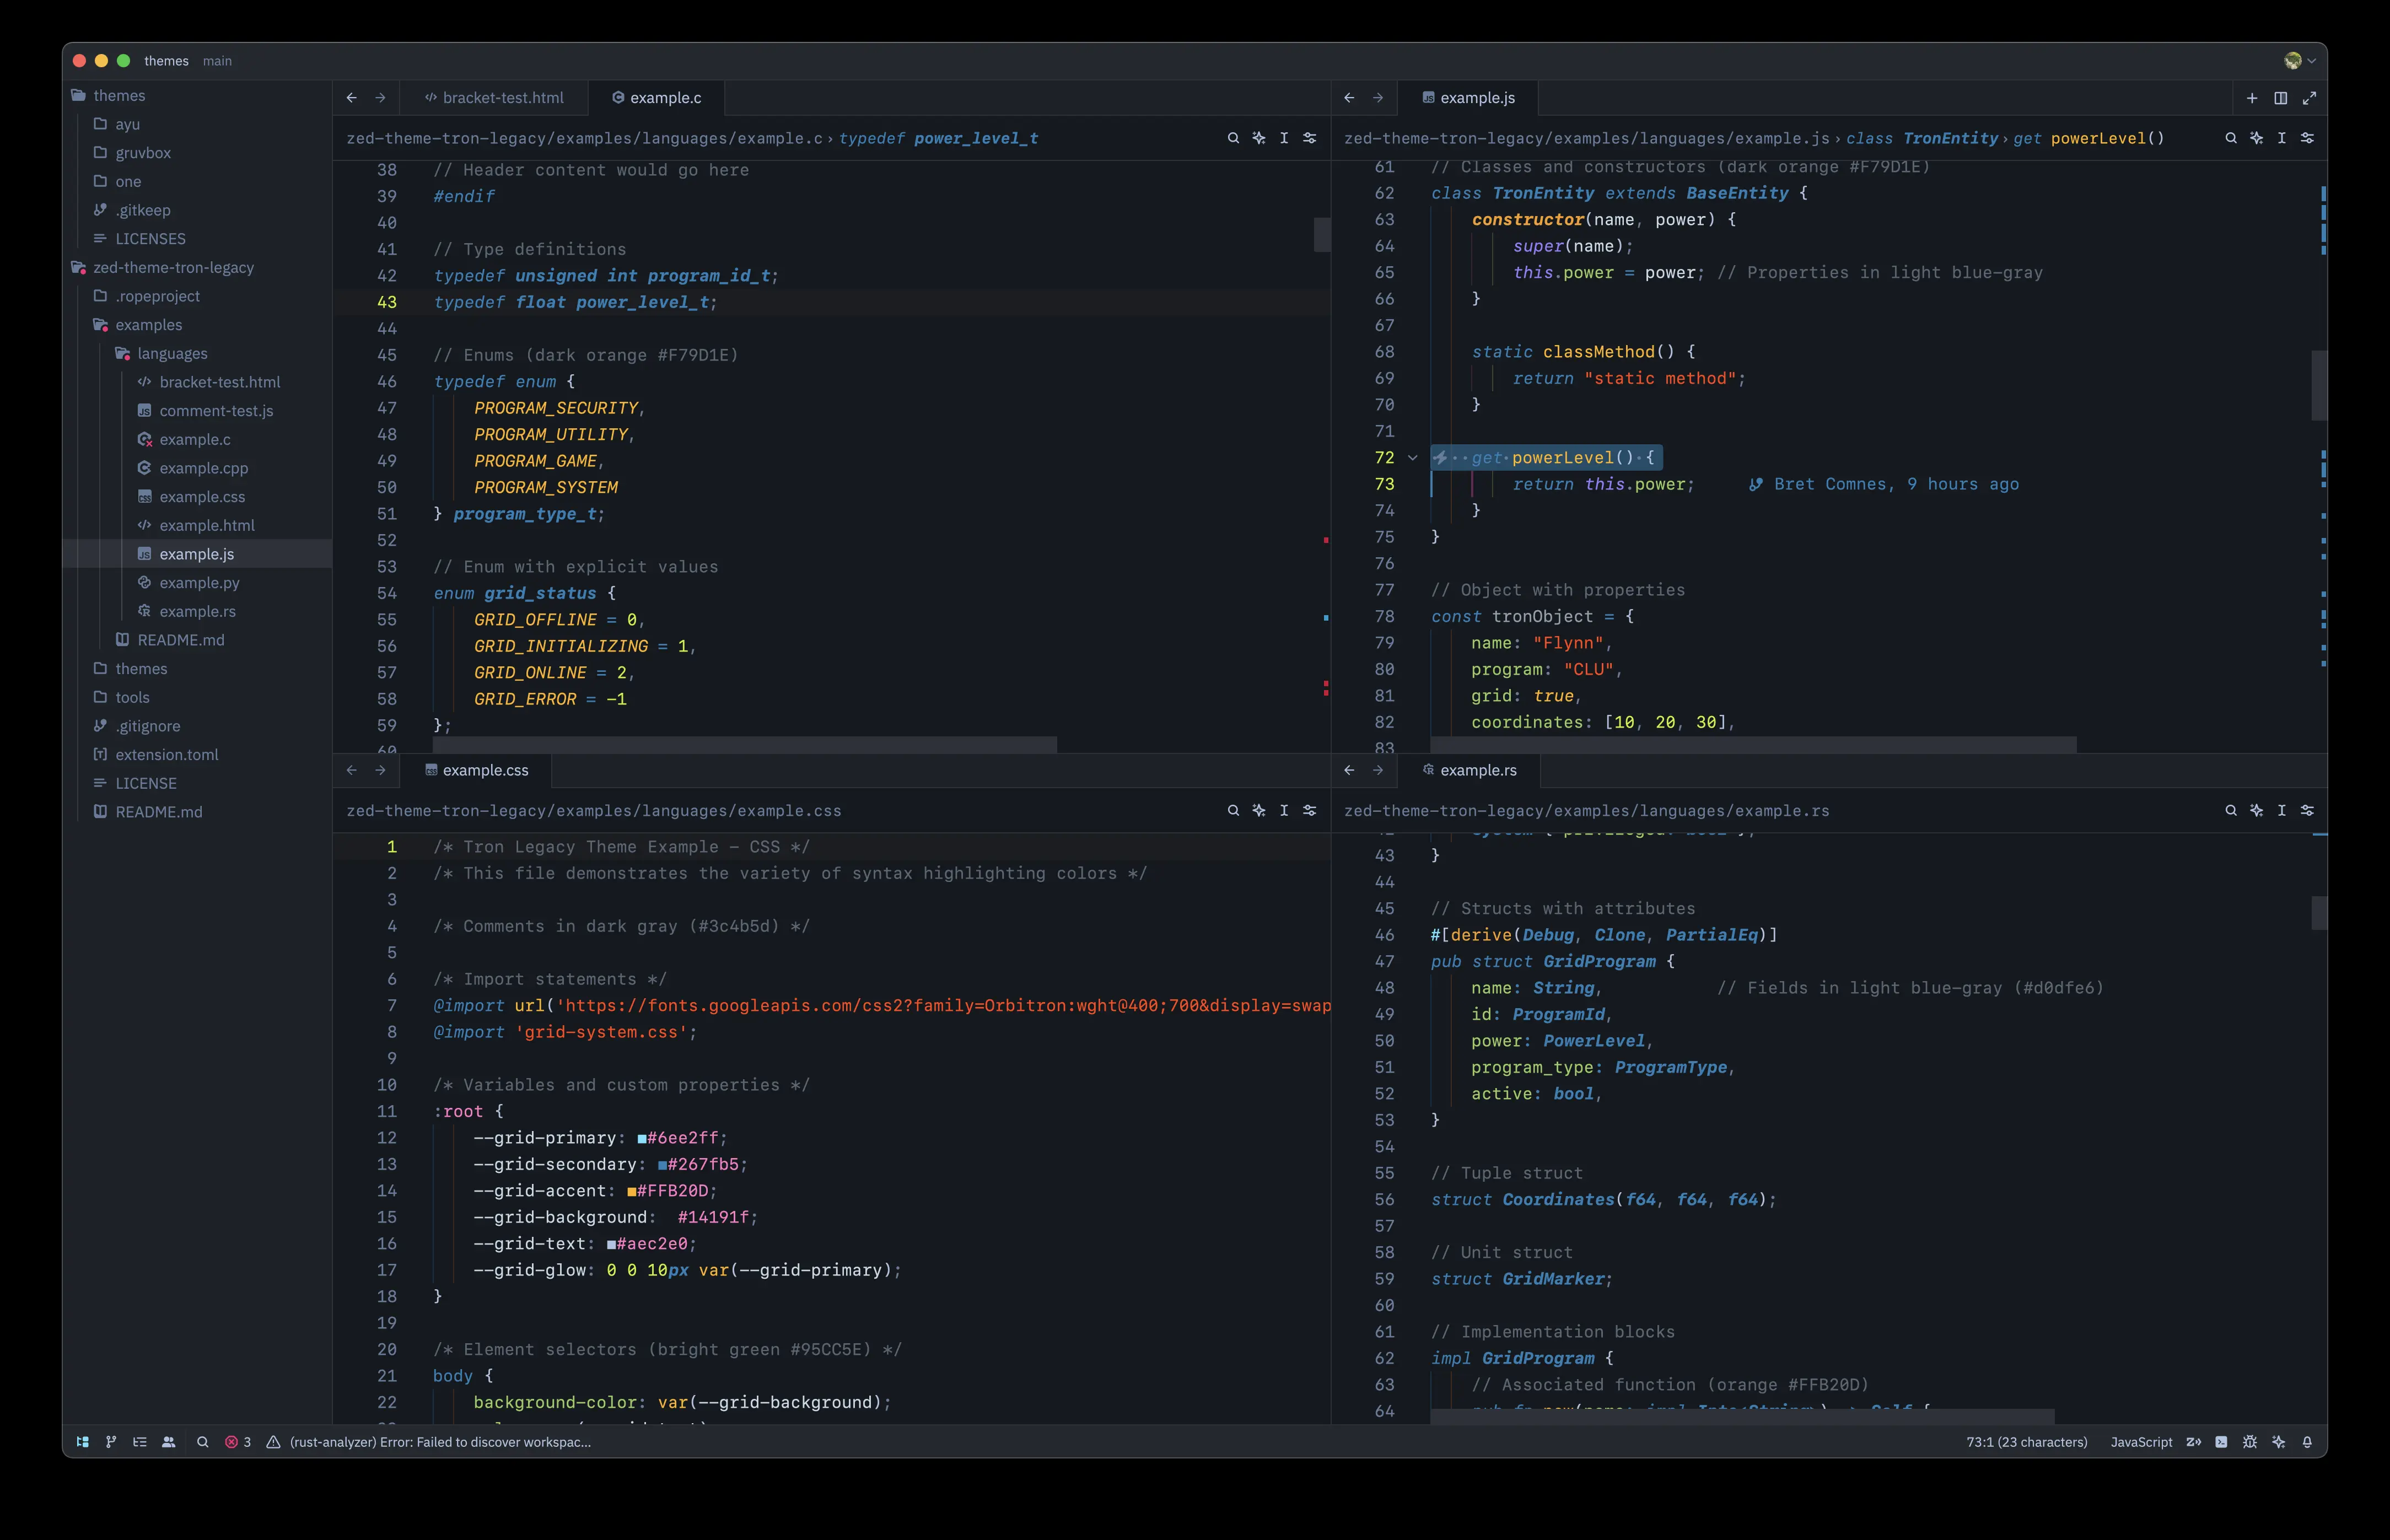 themes main
themes
ayu
gruvbox
one
.gitkeep
LICENSES
zed-theme-tron-legacy
.ropeproject
examples
languages
bracket-test.html
comment-test.js
example.c
example.cpp
example.css
example.html
example.js
example.py
example.rs
README.md
themes
tools
.gitignore
extension.toml
LICENSE
README.md
bracket-test.html example.c
zed-theme-tron-legacy/examples/languages/example.c › typedef power_level_t
38 // Header content would go here
39 #endif
40
41 // Type definitions
42 typedef unsigned int program_id_t;
43 typedef float power_level_t;
44
45 // Enums (dark orange #F79D1E)
46 typedef enum {
47 PROGRAM_SECURITY,
48 PROGRAM_UTILITY,
49 PROGRAM_GAME,
50 PROGRAM_SYSTEM
51 } program_type_t;
52
53 // Enum with explicit values
54 enum grid_status {
55 GRID_OFFLINE = 0,
56 GRID_INITIALIZING = 1,
57 GRID_ONLINE = 2,
58 GRID_ERROR = -1
59 };
60
example.js
zed-theme-tron-legacy/examples/languages/example.js › class TronEntity › get powerLevel()
61 // Classes and constructors (dark orange #F79D1E)
62 class TronEntity extends BaseEntity {
63 constructor(name, power) {
64 super(name);
65 this.power = power; // Properties in light blue-gray
66 }
67
68 static classMethod() {
69 return "static method";
70 }
71
72 get powerLevel() {
73 return this.power; Bret Comnes, 9 hours ago
74 }
75 }
76
77 // Object with properties
78 const tronObject = {
79 name: "Flynn",
80 program: "CLU",
81 grid: true,
82 coordinates: [10, 20, 30],
83
example.css
zed-theme-tron-legacy/examples/languages/example.css
1 /* Tron Legacy Theme Example - CSS */
2 /* This file demonstrates the variety of syntax highlighting colors */
3
4 /* Comments in dark gray (#3c4b5d) */
5
6 /* Import statements */
7 @import url('https://fonts.googleapis.com/css2?family=Orbitron:wght@400;700&display=swap
8 @import 'grid-system.css';
9
10 /* Variables and custom properties */
11 :root {
12 --grid-primary: #6ee2ff;
13 --grid-secondary: #267fb5;
14 --grid-accent: #FFB20D;
15 --grid-background: #14191f;
16 --grid-text: #aec2e0;
17 --grid-glow: 0 0 10px var(--grid-primary);
18 }
19
20 /* Element selectors (bright green #95CC5E) */
21 body {
22 background-color: var(--grid-background);
example.rs
zed-theme-tron-legacy/examples/languages/example.rs
43 }
44
45 // Structs with attributes
46 #[derive(Debug, Clone, PartialEq)]
47 pub struct GridProgram {
48 name: String, // Fields in light blue-gray (#d0dfe6)
49 id: ProgramId,
50 power: PowerLevel,
51 program_type: ProgramType,
52 active: bool,
53 }
54
55 // Tuple struct
56 struct Coordinates(f64, f64, f64);
57
58 // Unit struct
59 struct GridMarker;
60
61 // Implementation blocks
62 impl GridProgram {
63 // Associated function (orange #FFB20D)
64
3 (rust-analyzer) Error: Failed to discover workspac...
73:1 (23 characters) JavaScript